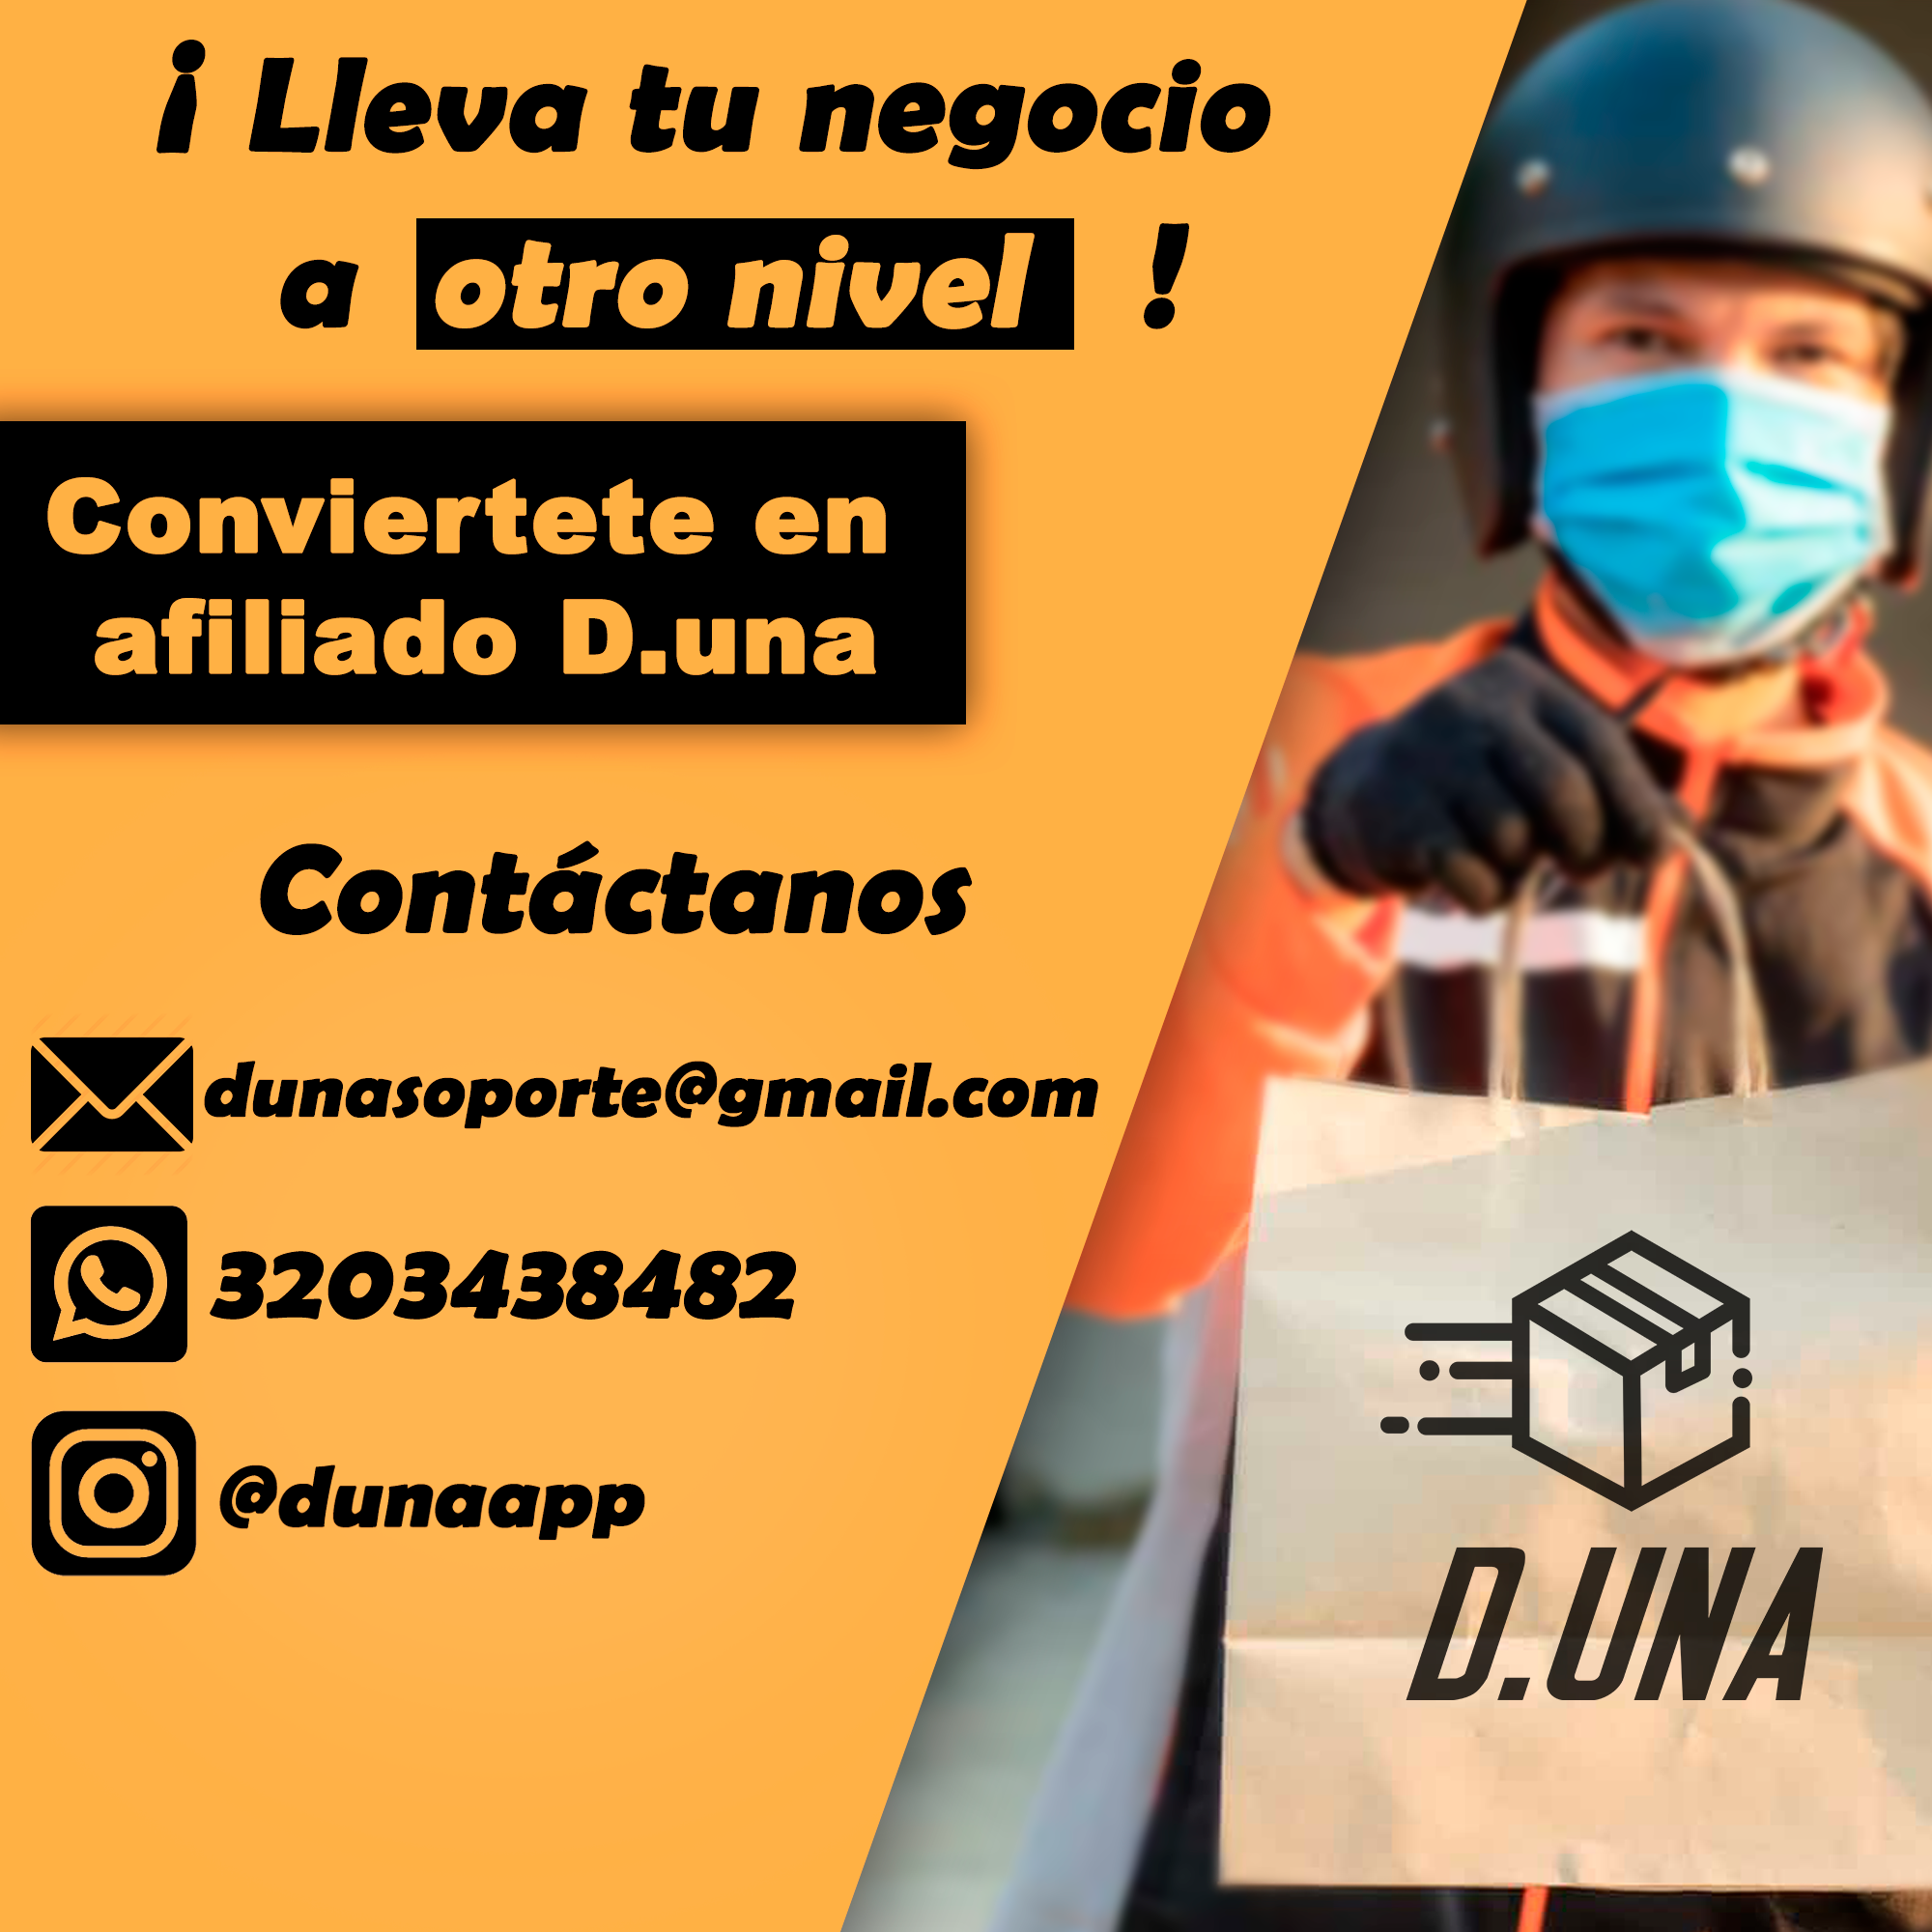 ¡ Lleva tu negocio
a otro nivel !
Conviertete en
afiliado D.una
Contáctanos
dunasoporte@gmail.com
3203438482
@dunaapp
D.UNA